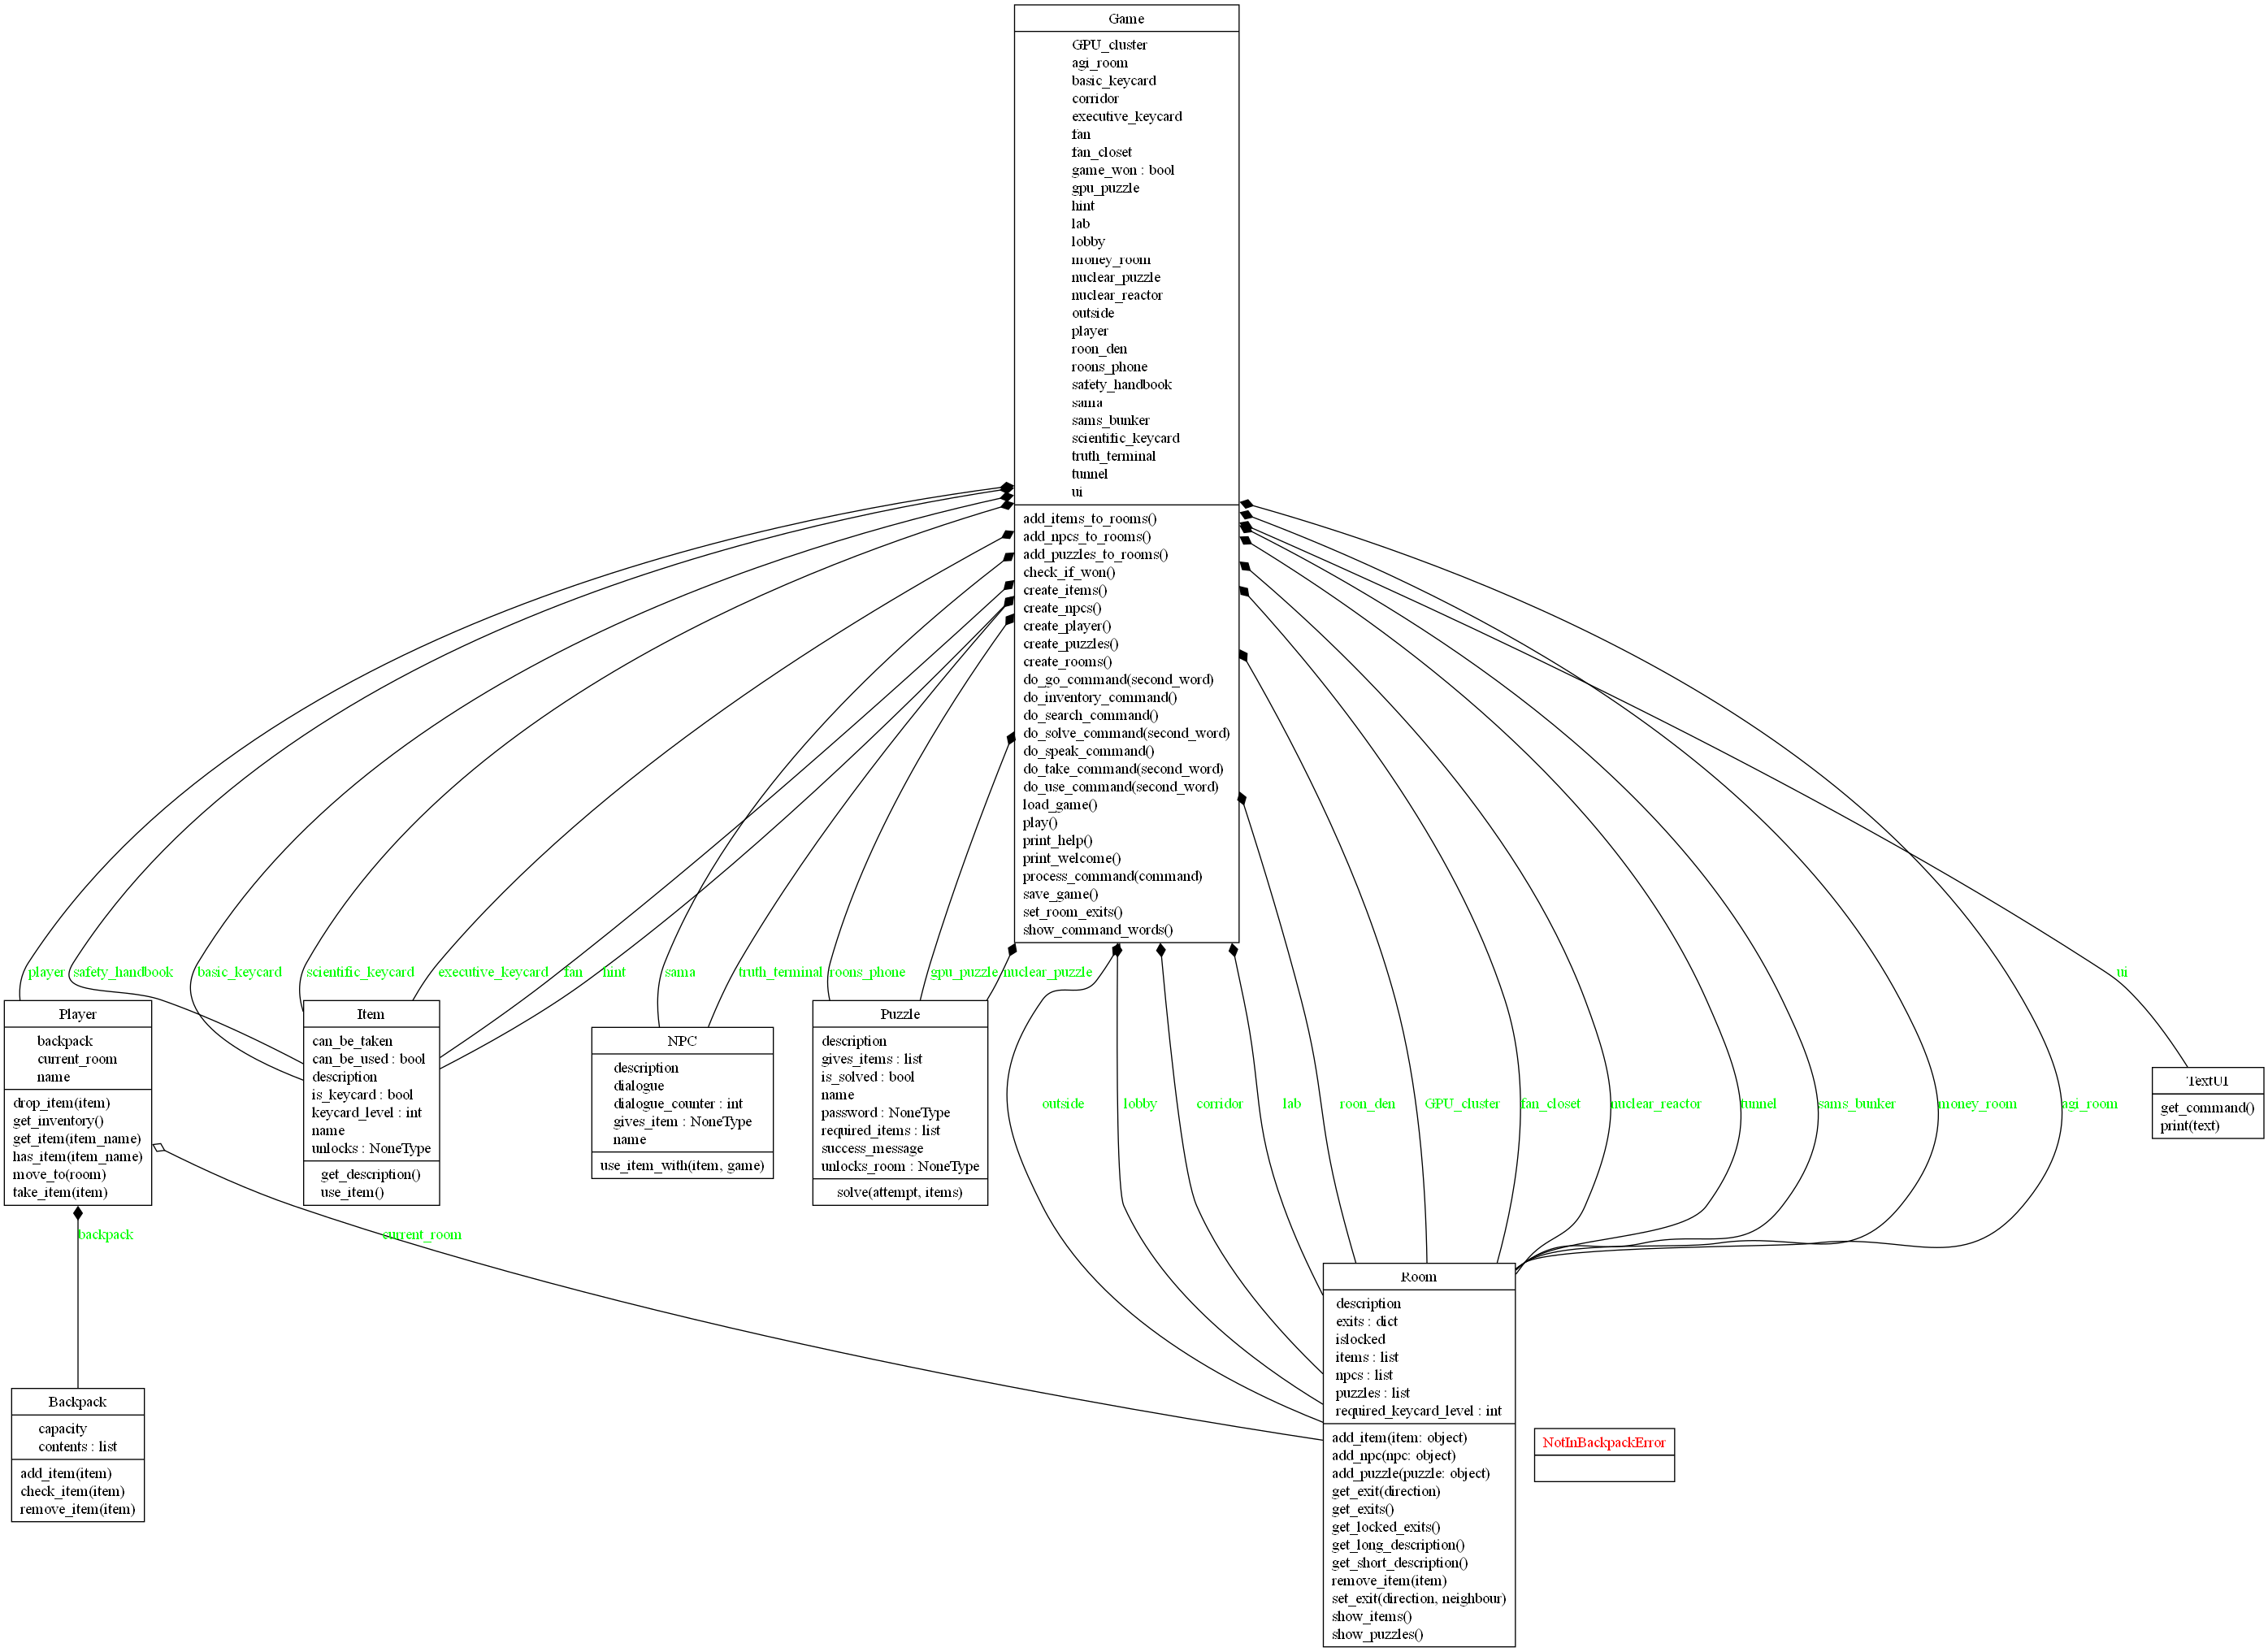 Game
GPU_cluster
agi_room
basic_keycard
corridor
executive_keycard
fan
fan_closet
game_won : bool
gpu_puzzle
hint
lab
lobby
money_room
nuclear_puzzle
nuclear_reactor
outside
player
roon_den
roons_phone
safety_handbook
sama
sams_bunker
scientific_keycard
truth_terminal
tunnel
ui
add_items_to_rooms()
add_npcs_to_rooms()
add_puzzles_to_rooms()
check_if_won()
create_items()
create_npcs()
create_player()
create_puzzles()
create_rooms()
do_go_command(second_word)
do_inventory_command()
do_search_command()
do_solve_command(second_word)
do_speak_command()
do_take_command(second_word)
do_use_command(second_word)
load_game()
play()
print_help()
print_welcome()
process_command(command)
save_game()
set_room_exits()
show_command_words()
player
safety_handbook
basic_keycard
scientific_keycard
executive_keycard
fan
hint
sama
truth_terminal
roons_phone
gpu_puzzle
nuclear_puzzle
ui
Player
backpack
current_room
name
drop_item(item)
get_inventory()
get_item(item_name)
has_item(item_name)
move_to(room)
take_item(item)
Item
can_be_taken
can_be_used : bool
description
is_keycard : bool
keycard_level : int
name
unlocks : NoneType
get_description()
use_item()
NPC
description
dialogue
dialogue_counter : int
gives_item : NoneType
name
use_item_with(item, game)
Puzzle
description
gives_items : list
is_solved : bool
name
password : NoneType
required_items : list
success_message
unlocks_room : NoneType
solve(attempt, items)
outside
lobby
corridor
lab
roon_den
GPU_cluster
fan_closet
nuclear_reactor
tunnel
sams_bunker
money_room
agi_room
TextUI
get_command()
print(text)
backpack
current_room
Backpack
capacity
contents : list
add_item(item)
check_item(item)
remove_item(item)
Room
description
exits : dict
islocked
items : list
npcs : list
puzzles : list
required_keycard_level : int
add_item(item: object)
add_npc(npc: object)
add_puzzle(puzzle: object)
get_exit(direction)
get_exits()
get_locked_exits()
get_long_description()
get_short_description()
remove_item(item)
set_exit(direction, neighbour)
show_items()
show_puzzles()
NotInBackpackError